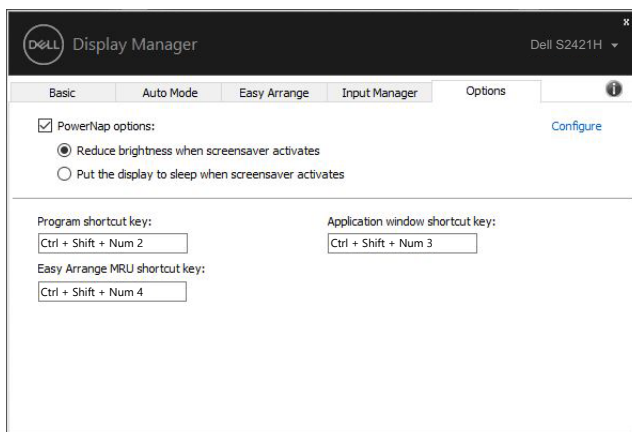 x
DELL Display Manager Dell S2421H
Basic Auto Mode Easy Arrange Input Manager Options i
PowerNap options: Configure
Reduce brightness when screensaver activates
Put the display to sleep when screensaver activates
Program shortcut key: Application window shortcut key:
Ctrl + Shift + Num 2 Ctrl + Shift + Num 3
Easy Arrange MRU shortcut key:
Ctrl + Shift + Num 4